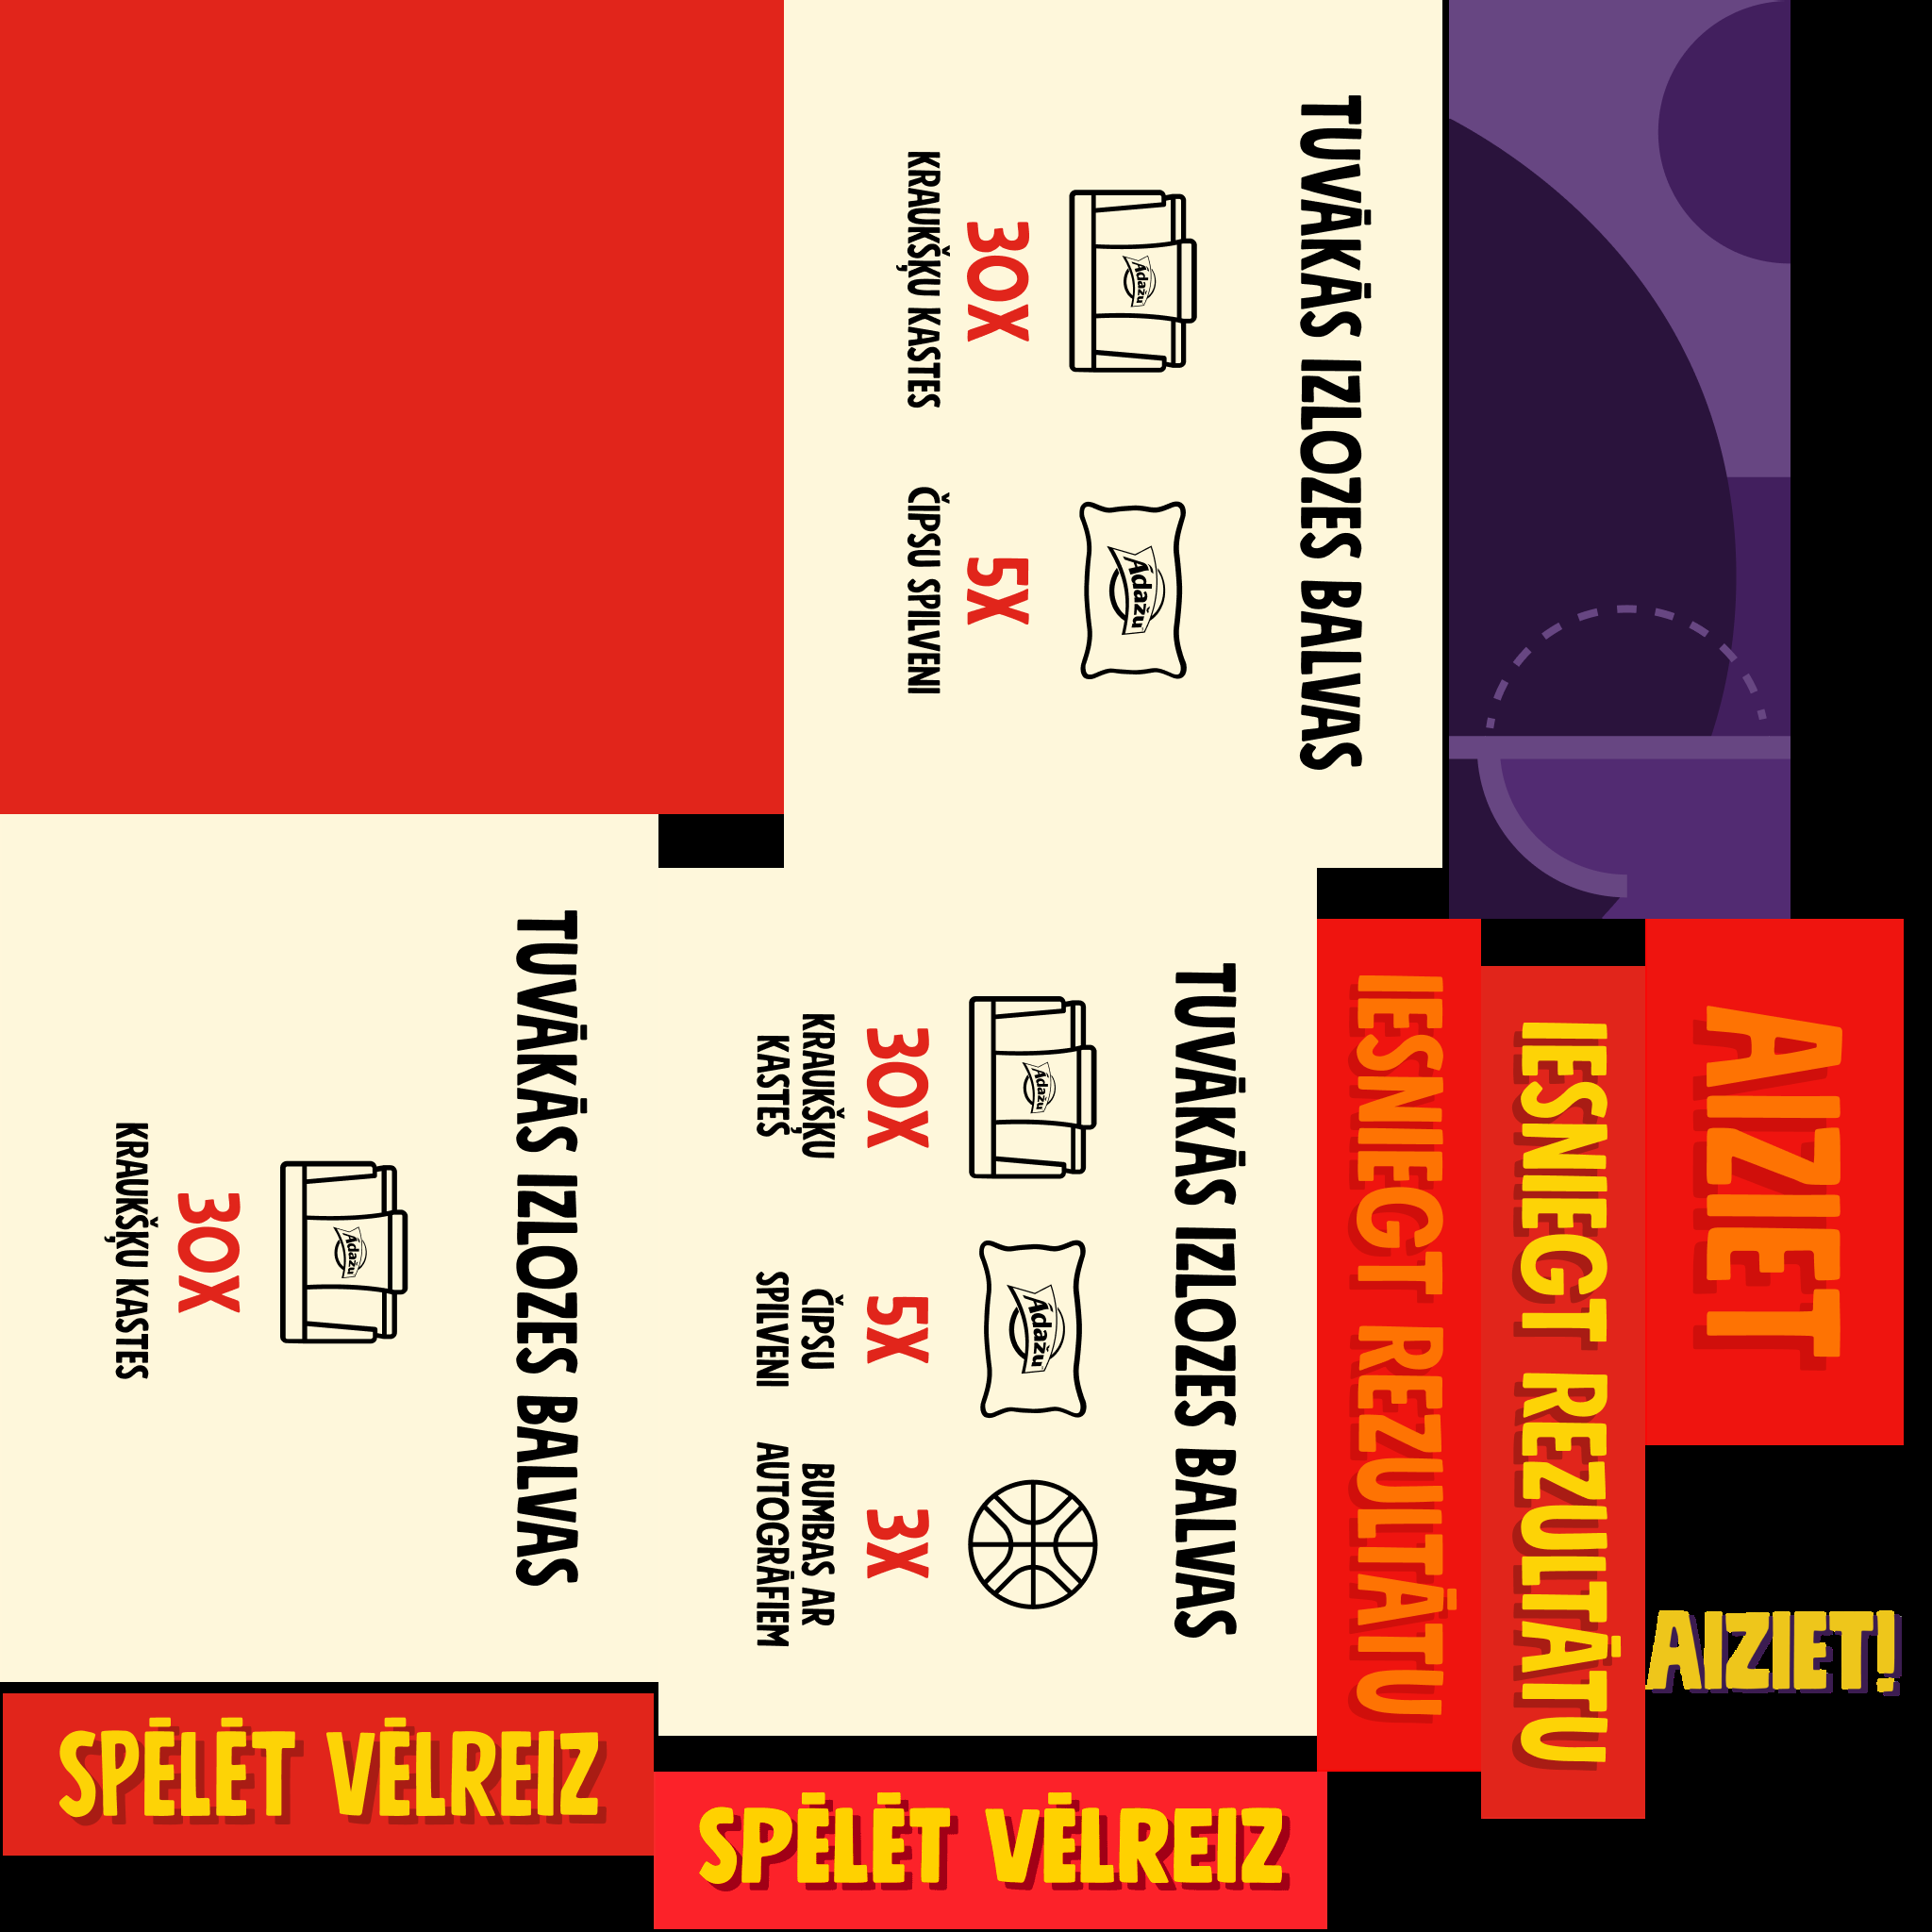 TUVĀKĀS IZLOZES BALVAS
Ādažu
30X
KRAUKŠĶU KASTES
Ādažu
5X
ČIPSU SPILVENI
TUVĀKĀS IZLOZES BALVAS
Ādažu
30X
KRAUKŠĶU KASTES
TUVĀKĀS IZLOZES BALVAS
Ādažu
30X
KRAUKŠĶU
KASTES
Ādažu
5X
ČIPSU
SPILVENI
3X
BUMBAS AR
AUTOGRĀFIEM
IESNIEGT REZULTĀTU
IESNIEGT REZULTĀTU
AIZIET
AIZIET!
SPĒLĒT VĒLREIZ
SPĒLĒT VĒLREIZ